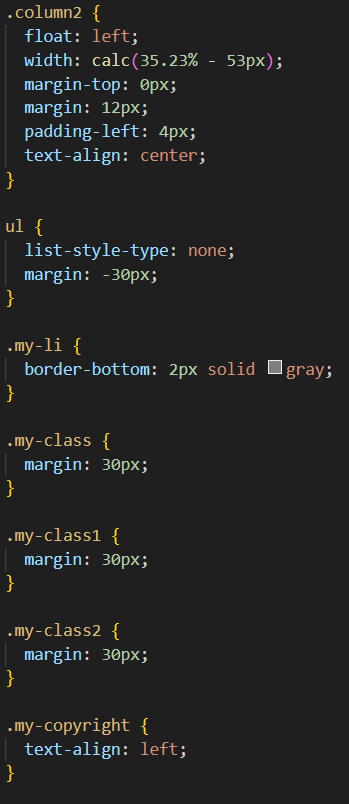 .column2 {
float: left;
width: calc(35.23% - 53px);
margin-top: 0px;
margin: 12px;
padding-left: 4px;
text-align: center;
}
ul {
list-style-type: none;
margin: -30px;
}
.my-li {
border-bottom: 2px solid gray;
}
.my-class {
margin: 30px;
}
.my-class1 {
margin: 30px;
}
.my-class2 {
margin: 30px;
}
.my-copyright {
text-align: left;
}